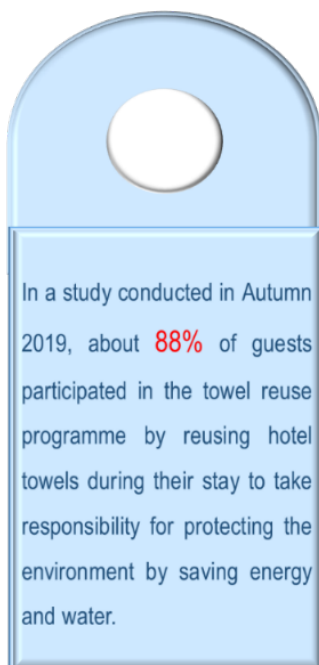 In a study conducted in Autumn
2019, about 88% of guests
participated in the towel reuse
programme by reusing hotel
towels during their stay to take
responsibility for protecting the
environment by saving energy
and water.